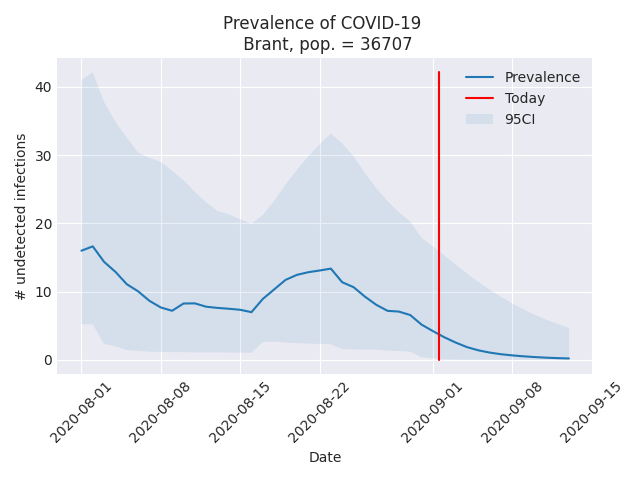 Prevalence of COVID-19
Brant, pop. = 36707
Prevalence
Today
95CI
# undetected infections
40
30
20
10
0
2020-08-01
2020-08-08
2020-08-15
2020-08-22
2020-09-01
2020-09-08
2020-09-15
Date